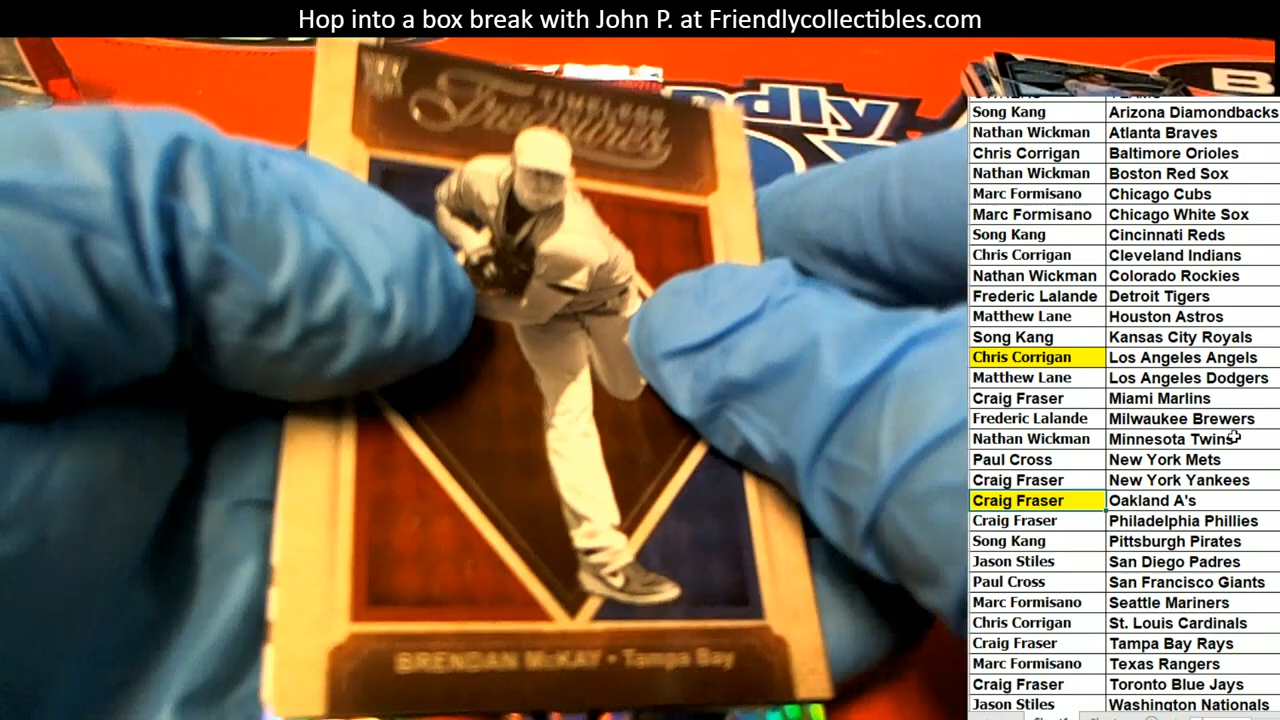 Hop into a box break with John P. at Friendlycollectibles.com
TIMELESS
Treasures
ndly
B
BRENDAN McKAY • Tampa Bay
Song Kang Arizona Diamondbacks
Nathan Wickman Atlanta Braves
Chris Corrigan Baltimore Orioles
Nathan Wickman Boston Red Sox
Marc Formisano Chicago Cubs
Marc Formisano Chicago White Sox
Song Kang Cincinnati Reds
Chris Corrigan Cleveland Indians
Nathan Wickman Colorado Rockies
Frederic Lalande Detroit Tigers
Matthew Lane Houston Astros
Song Kang Kansas City Royals
Chris Corrigan Los Angeles Angels
Matthew Lane Los Angeles Dodgers
Craig Fraser Miami Marlins
Frederic Lalande Milwaukee Brewers
Nathan Wickman Minnesota Twins
Paul Cross New York Mets
Craig Fraser New York Yankees
Craig Fraser Oakland A's
Craig Fraser Philadelphia Phillies
Song Kang Pittsburgh Pirates
Jason Stiles San Diego Padres
Paul Cross San Francisco Giants
Marc Formisano Seattle Mariners
Chris Corrigan St. Louis Cardinals
Craig Fraser Tampa Bay Rays
Marc Formisano Texas Rangers
Craig Fraser Toronto Blue Jays
Jason Stiles Washington Nationals